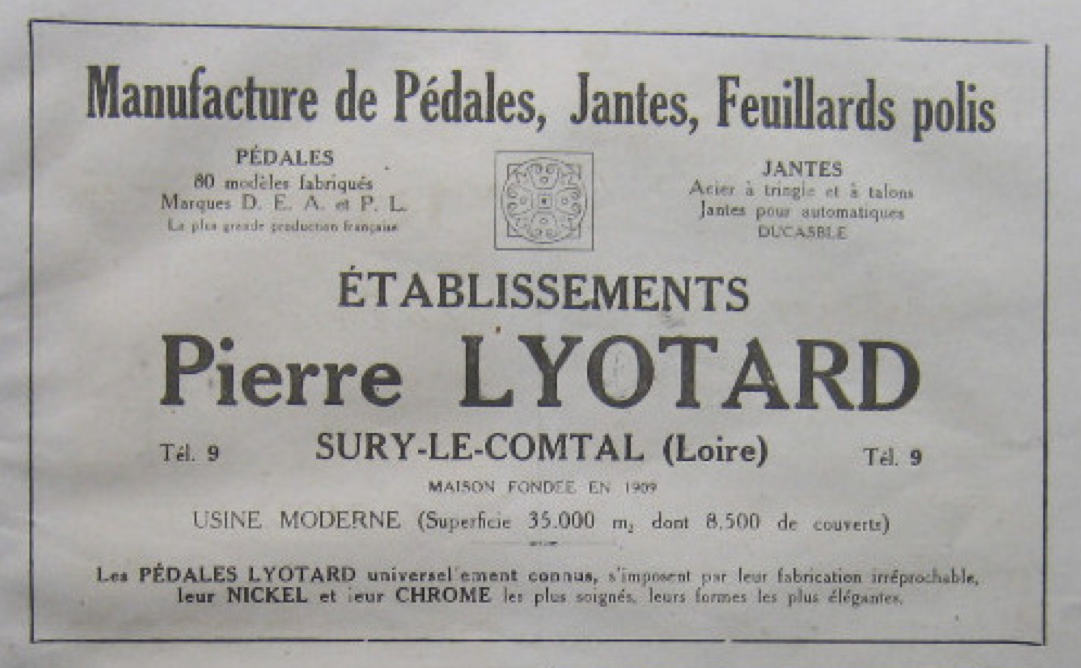 Manufacture de Pédales, Jantes, Feuillards polis
PÉDALES
80 modèles fabriqués
Marques D. E. A. et P. L.
La plus grande production française
JANTES
Acier à tringle et à talons
Jantes pour automatiques
DUCASBLE
ÉTABLISSEMENTS
Pierre LYOTARD
Tél. 9 SURY-LE-COMTAL (Loire) Tél. 9
MAISON FONDÉE EN 1909
USINE MODERNE (Superficie 35.000 m₂ dont 8.500 de couverts)
Les PÉDALES LYOTARD universel'ement connus, s'imposent par leur fabrication irréprochable,
leur NICKEL et leur CHROME les plus soignés, leurs formes les plus élégantes.